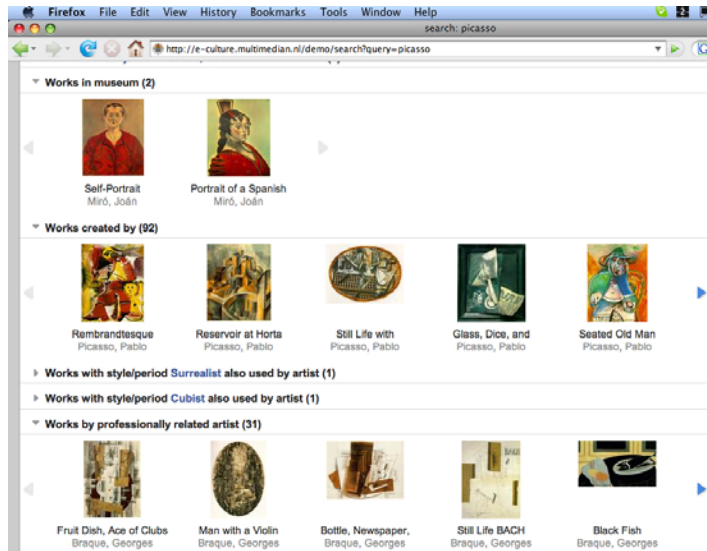 Firefox File Edit View History Bookmarks Tools Window Help
search: picasso
http://e-culture.multimedian.nl/demo/search?query=picasso
Works in museum (2)
Self-Portrait Portrait of a Spanish
Miró, Joán Miró, Joán
Works created by (92)
Rembrandtesque Reservoir at Horta Still Life with Glass, Dice, and Seated Old Man
Picasso, Pablo Picasso, Pablo Picasso, Pablo Picasso, Pablo Picasso, Pablo
Works with style/period Surrealist also used by artist (1)
Works with style/period Cubist also used by artist (1)
Works by professionally related artist (31)
Fruit Dish, Ace of Clubs Man with a Violin Bottle, Newspaper, Still Life BACH Black Fish
Braque, Georges Braque, Georges Braque, Georges Braque, Georges Braque, Georges